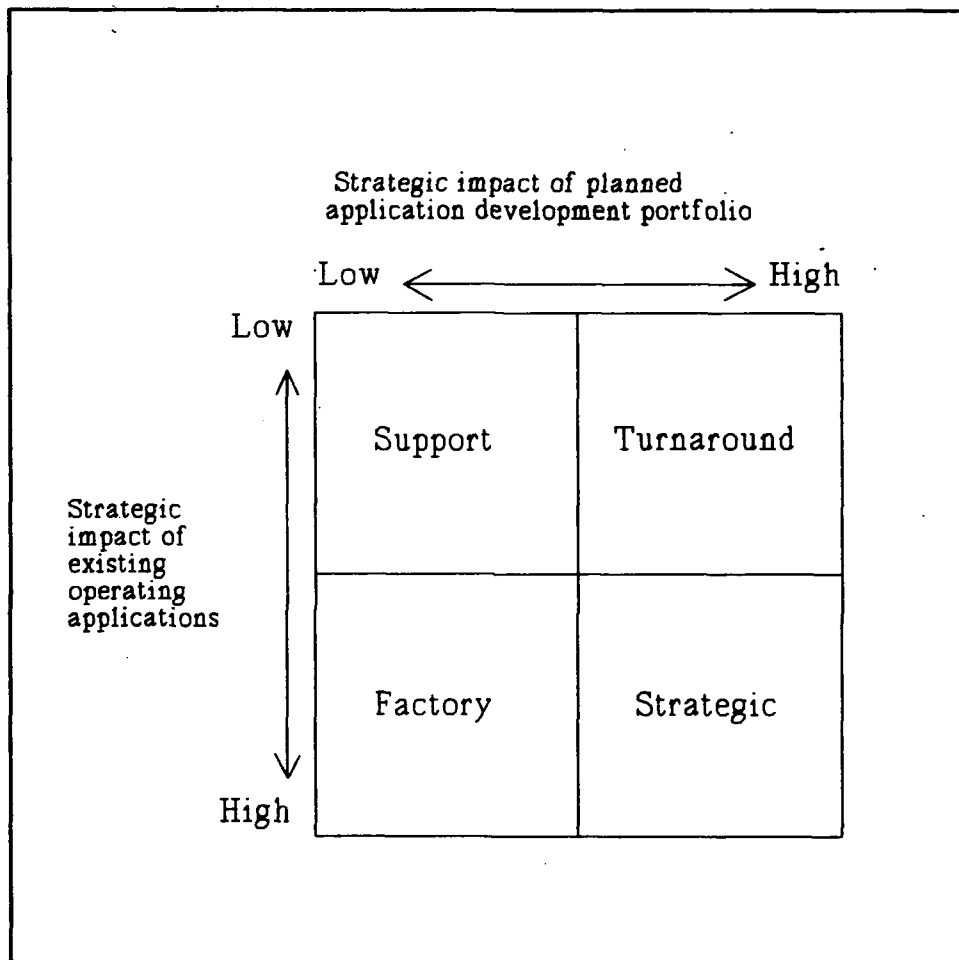 Strategic impact of planned
application development portfolio
Low High
Low
Support Turnaround
Strategic
impact of
existing
operating
applications
Factory Strategic
High